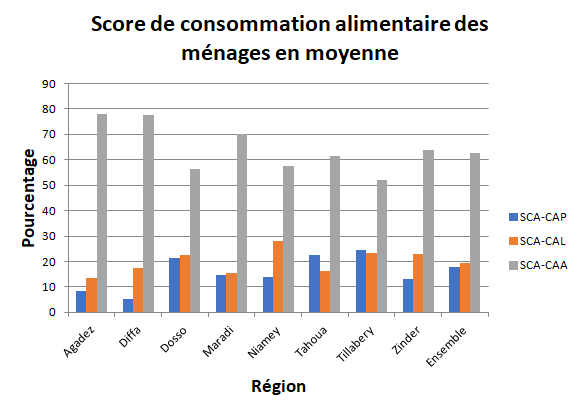 Score de consommation alimentaire des
ménages en moyenne
Pourcentage
90
80
70
60
50
40
30
20
10
0
Agadez
Diffa
Dosso
Maradi
Niamey
Tahoua
Tillabery
Zinder
Ensemble
Région
SCA-CAP
SCA-CAL
SCA-CAA